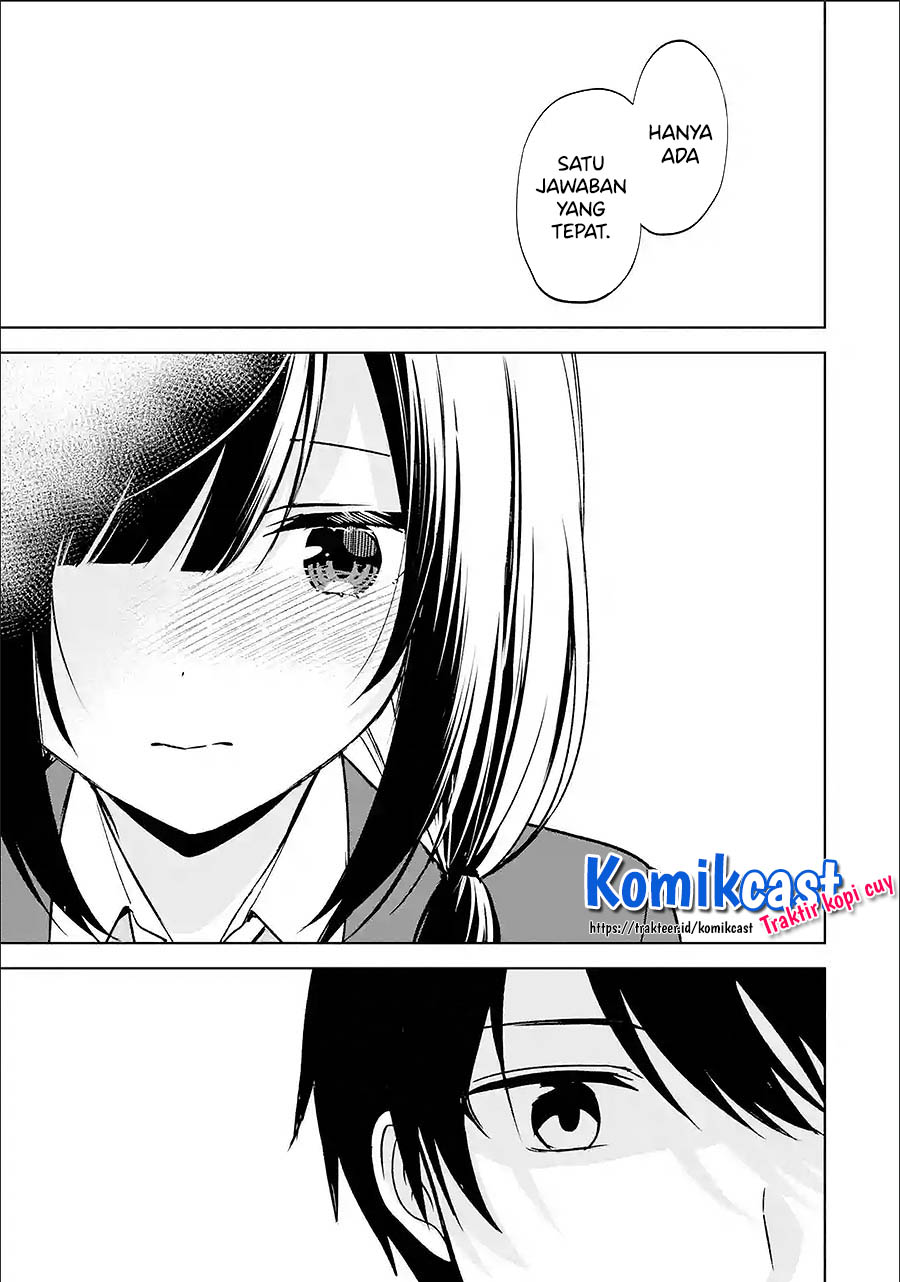 HANYA
ADA
SATU
JAWABAN
YANG
TEPAT.
Komikcast
Traktir kopi cuy
https://trakteer.id/komikcast